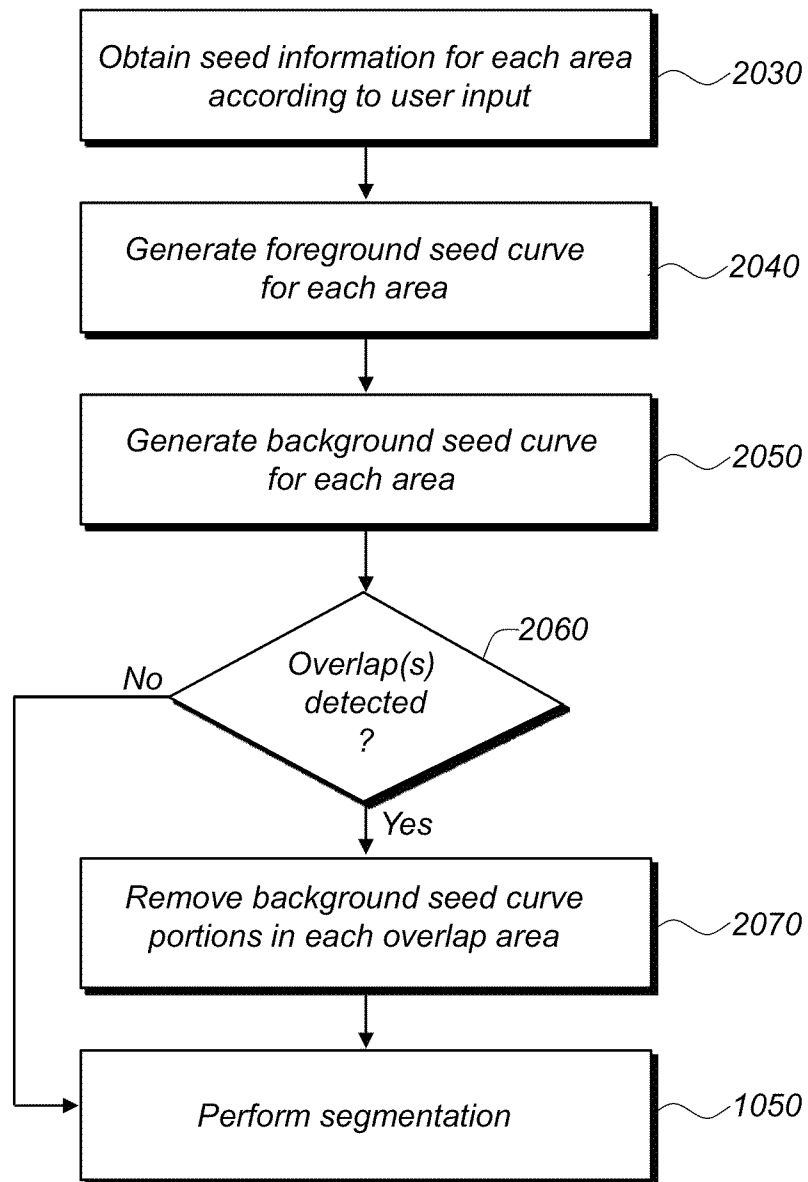 Obtain seed information for each area
according to user input
2030
Generate foreground seed curve
for each area
2040
Generate background seed curve
for each area
2050
2060
Overlap(s)
detected
?
No
Yes
Remove background seed curve
portions in each overlap area
2070
Perform segmentation
1050